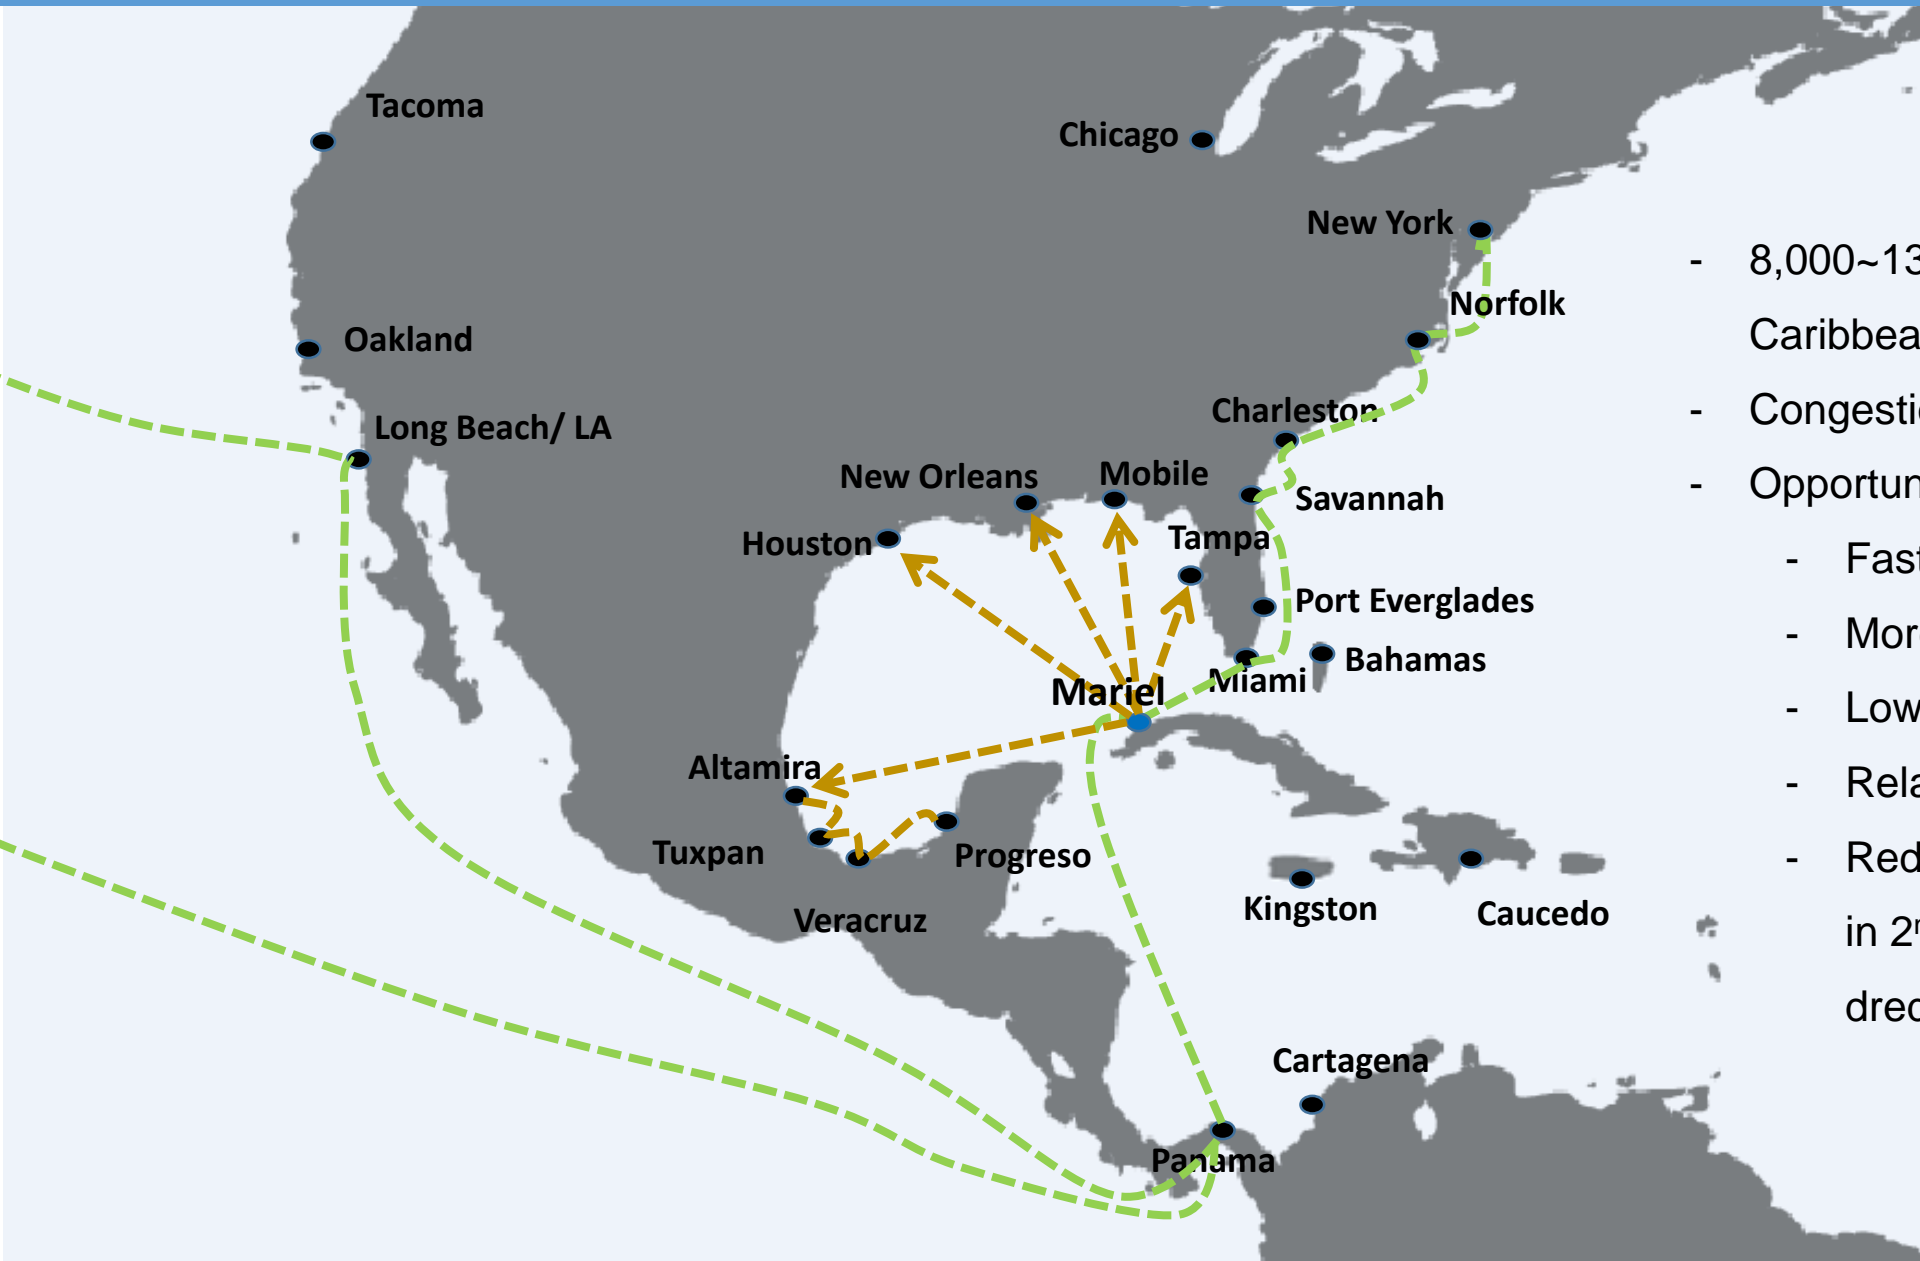 Tacoma
Chicago
New York
Norfolk
Oakland
Charleston
Long Beach/ LA
New Orleans
Mobile
Savannah
Houston
Tampa
Port Everglades
Bahamas
Miami
Mariel
Altamira
Tuxpan
Progreso
Veracruz
Kingston
Caucedo
Cartagena
Panama
- 8,000~13
Caribbea
- Congesti
- Opportun
- Fast
- Mor
- Low
- Rela
- Red
in 2
dred